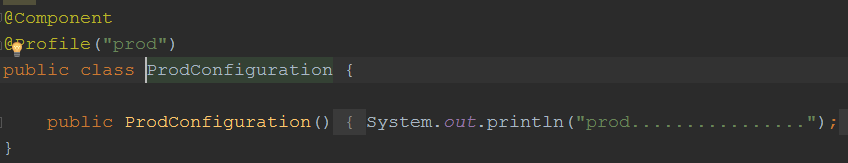 @Component
@Profile("prod")
public class ProdConfiguration {
public ProdConfiguration() { System.out.println("prod................");
}